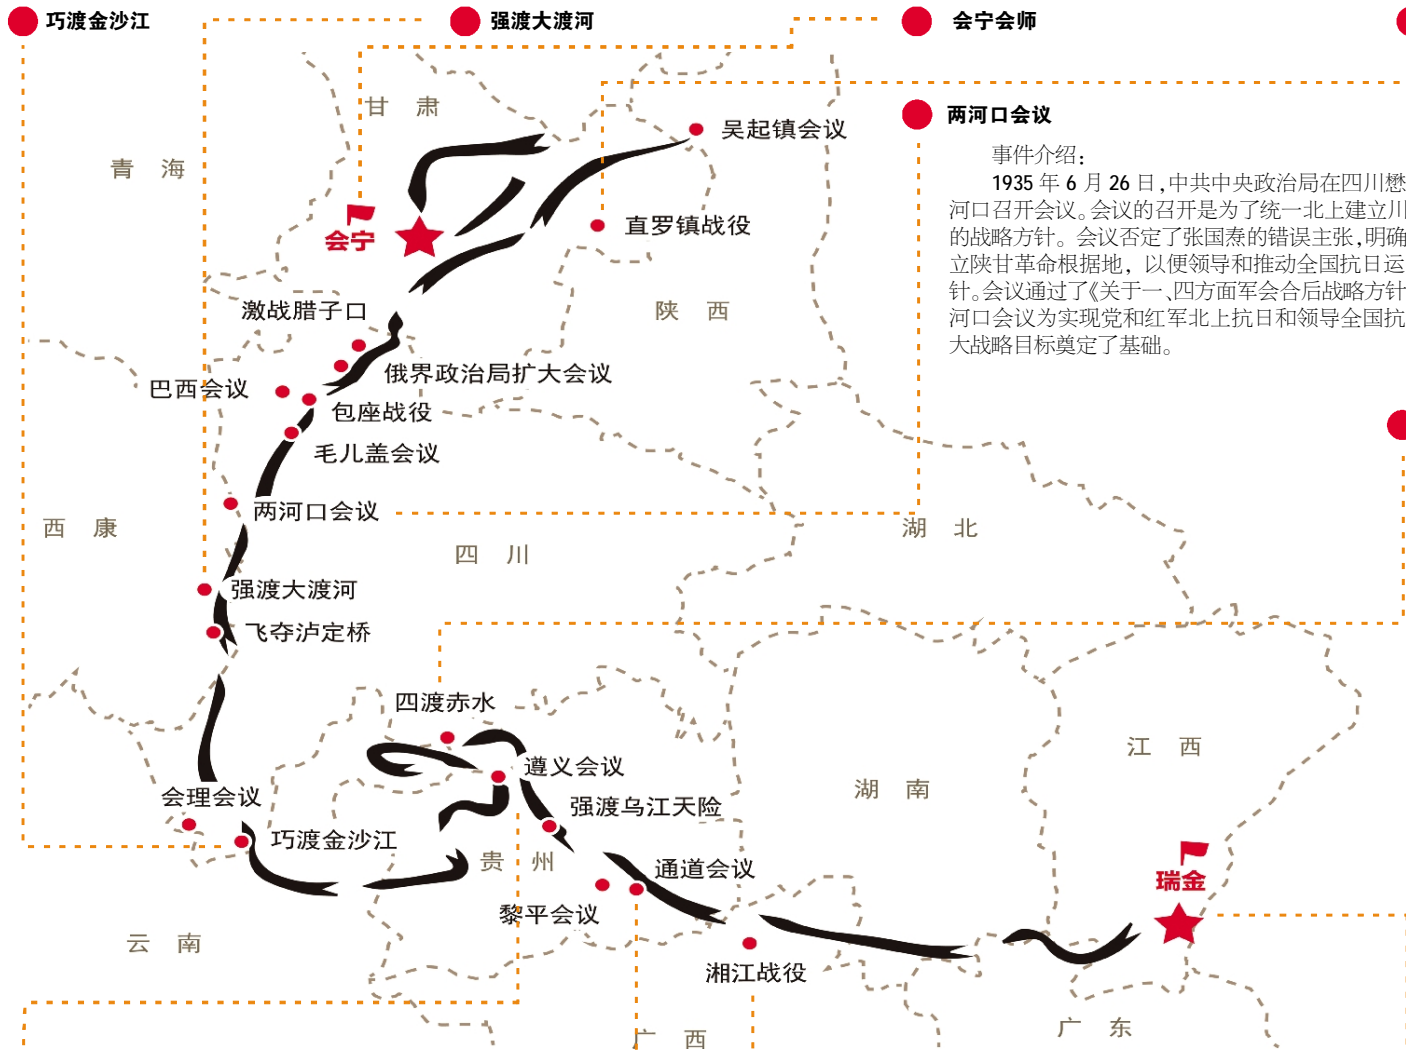 巧渡金沙江
强渡大渡河
会宁会师
两河口会议
事件介绍：
1935 年 6 月 26 日，中共中央政治局在四川懋
河口召开会议。会议的召开是为了统一北上建立川
的战略方针。会议否定了张国焘的错误主张，明确
立陕甘革命根据地，以便领导和推动全国抗日运
针。会议通过了《关于一、四方面军会合后战略方针
河口会议为实现党和红军北上抗日和领导全国抗
大战略目标奠定了基础。
甘 肃
吴起镇会议
青 海
直罗镇战役
会宁
激战腊子口
陕 西
俄界政治局扩大会议
巴西会议
包座战役
毛儿盖会议
两河口会议
西 康
四 川
湖 北
强渡大渡河
飞夺泸定桥
四渡赤水
江 西
遵义会议
湖 南
会理会议
强渡乌江天险
巧渡金沙江
贵 州
通道会议
瑞金
黎平会议
云 南
湘江战役
广 西
广 东